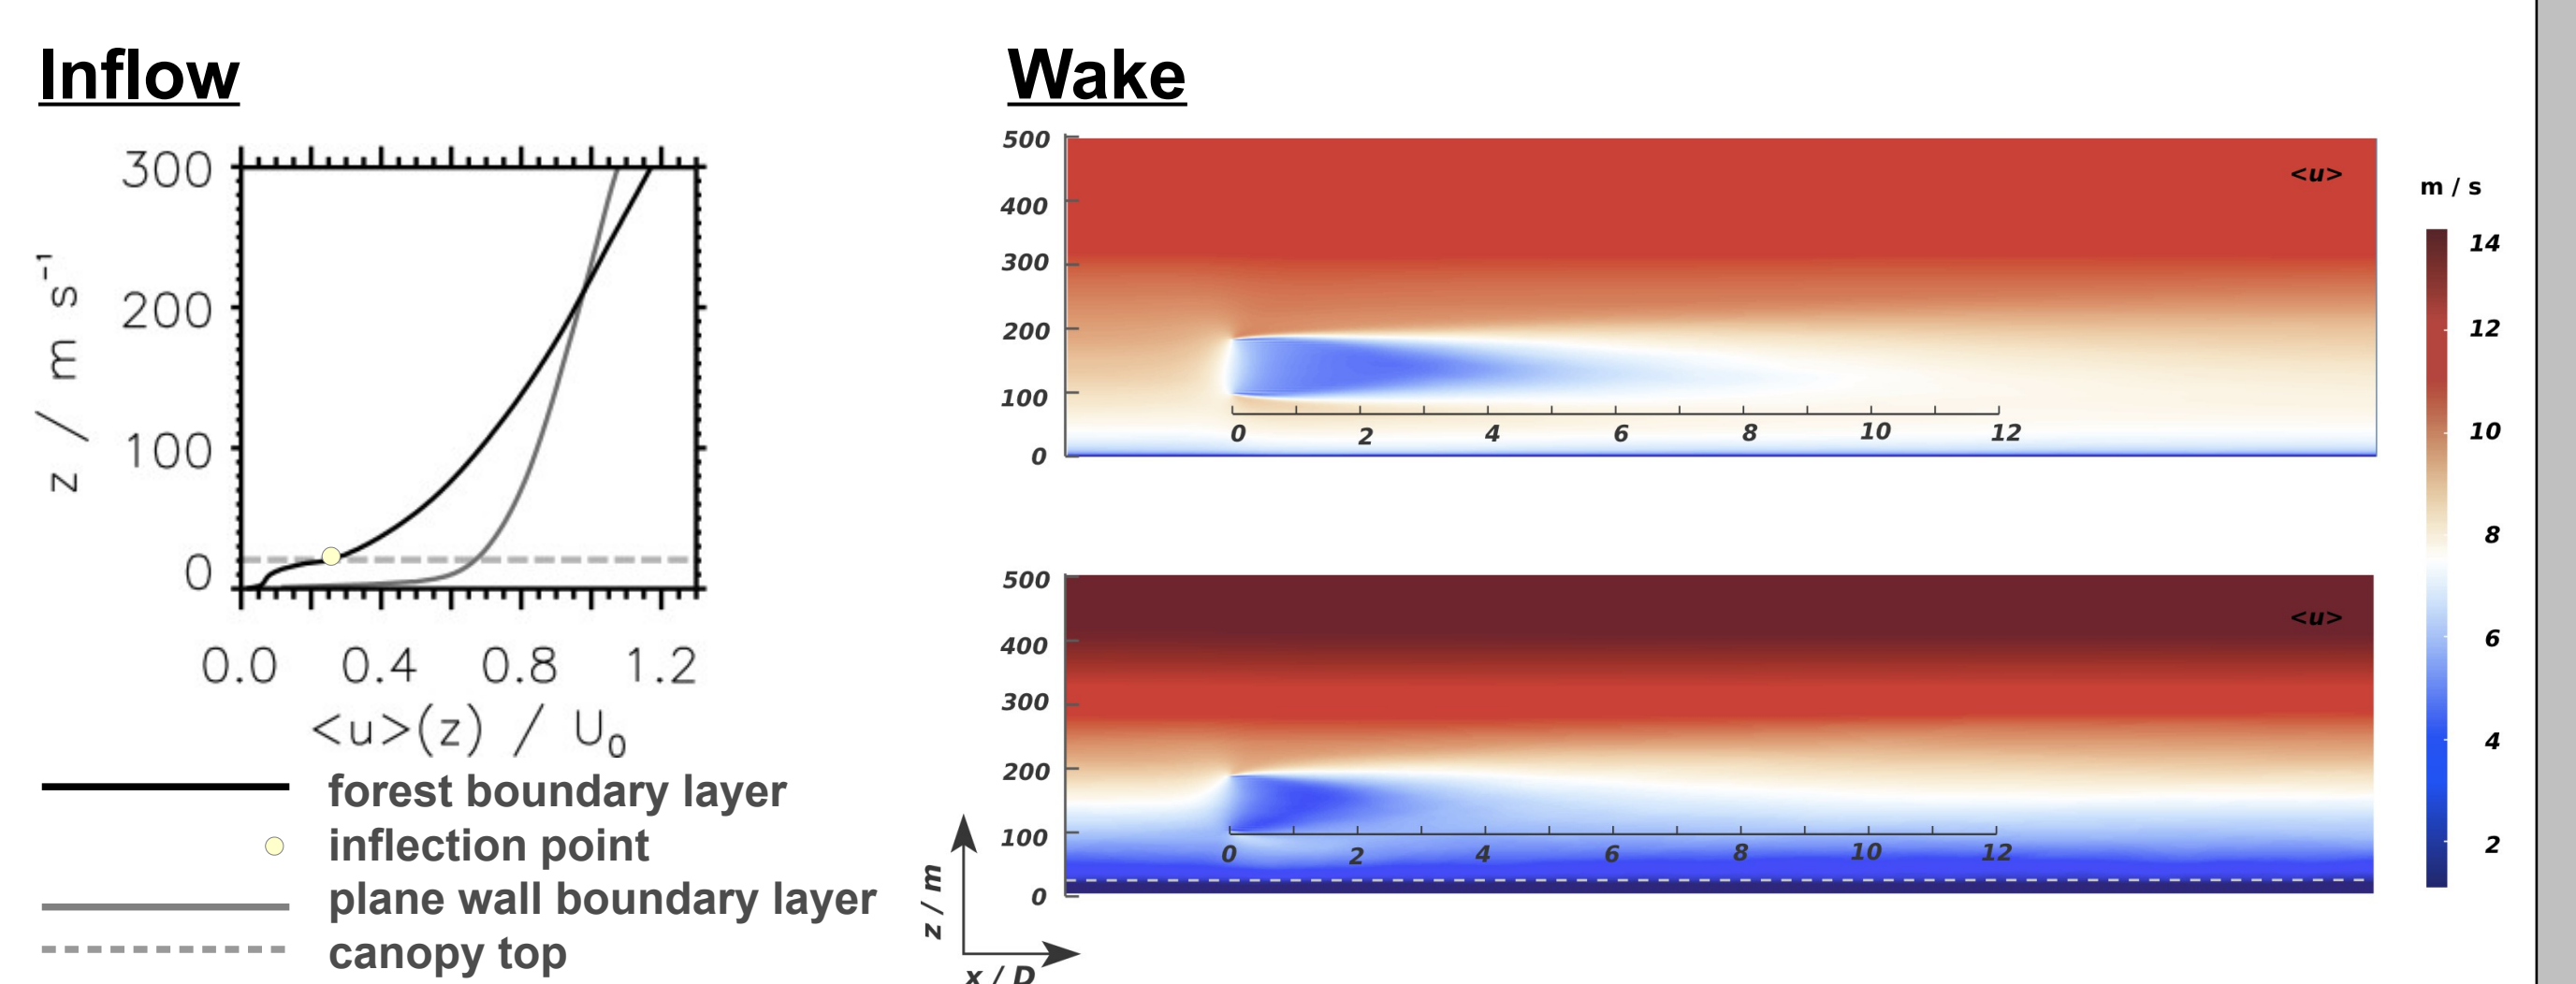 Inflow
300
200
100
0
z / m s⁻¹
0.0 0.4 0.8 1.2
<u>(z) / U₀
forest boundary layer
inflection point
plane wall boundary layer
canopy top
Wake
500
400
300
200
100
0
<u>
0 2 4 6 8 10 12
500
400
300
200
100
0
<u>
0 2 4 6 8 10 12
z / m
x / D
m / s
14
12
10
8
6
4
2